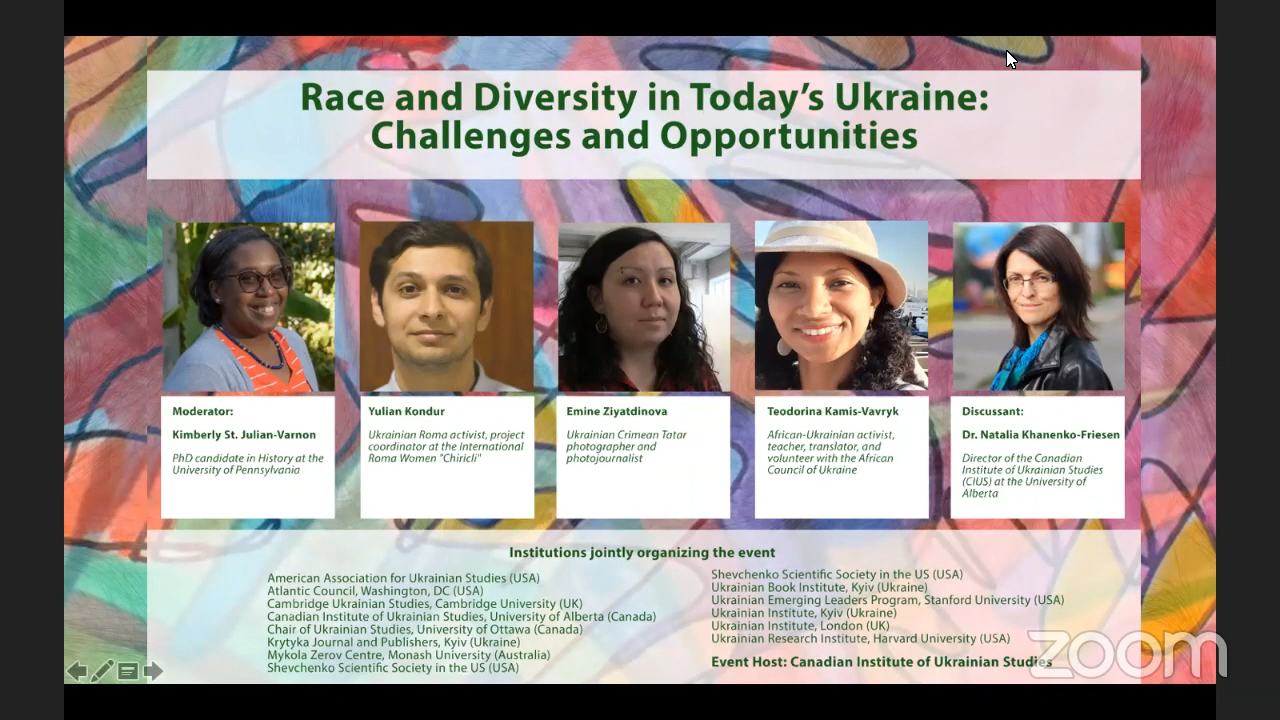 Race and Diversity in Today's Ukraine:
Challenges and Opportunities
Moderator:
Kimberly St. Julian-Varnon
PhD candidate in History at the
University of Pennsylvania
Yulian Kondur
Ukrainian Roma activist, project
coordinator at the International
Roma Women "Chiricli"
Emine Ziyatdinova
Ukrainian Crimean Tatar
photographer and
photojournalist
Teodorina Kamis-Vavryk
African-Ukrainian activist,
teacher, translator, and
volunteer with the African
Council of Ukraine
Discussant:
Dr. Natalia Khanenko-Friesen
Director of the Canadian
Institute of Ukrainian Studies
(CIUS) at the University of
Alberta
Institutions jointly organizing the event
American Association for Ukrainian Studies (USA)
Atlantic Council, Washington, DC (USA)
Cambridge Ukrainian Studies, Cambridge University (UK)
Canadian Institute of Ukrainian Studies, University of Alberta (Canada)
Chair of Ukrainian Studies, University of Ottawa (Canada)
Krytyka Journal and Publishers, Kyiv (Ukraine)
Mykola Zerov Centre, Monash University (Australia)
Shevchenko Scientific Society in the US (USA)
Shevchenko Scientific Society in the US (USA)
Ukrainian Book Institute, Kyiv (Ukraine)
Ukrainian Emerging Leaders Program, Stanford University (USA)
Ukrainian Institute, Kyiv (Ukraine)
Ukrainian Institute, London (UK)
Ukrainian Research Institute, Harvard University (USA)
Event Host: Canadian Institute of Ukrainian Studies
zoom